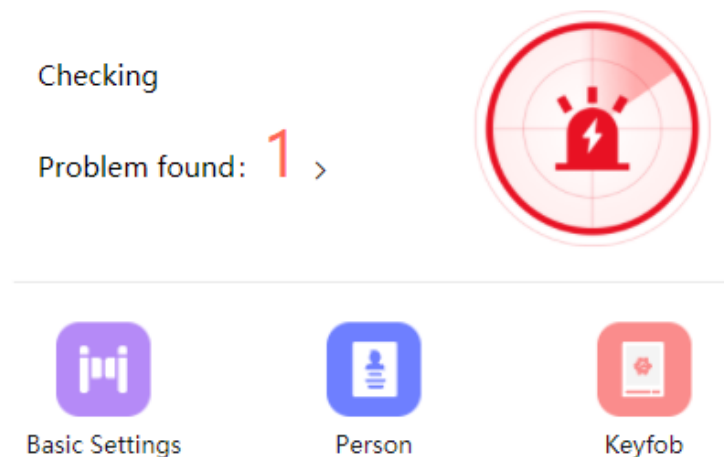 Checking
Problem found: 1 >
Basic Settings
Person
Keyfob